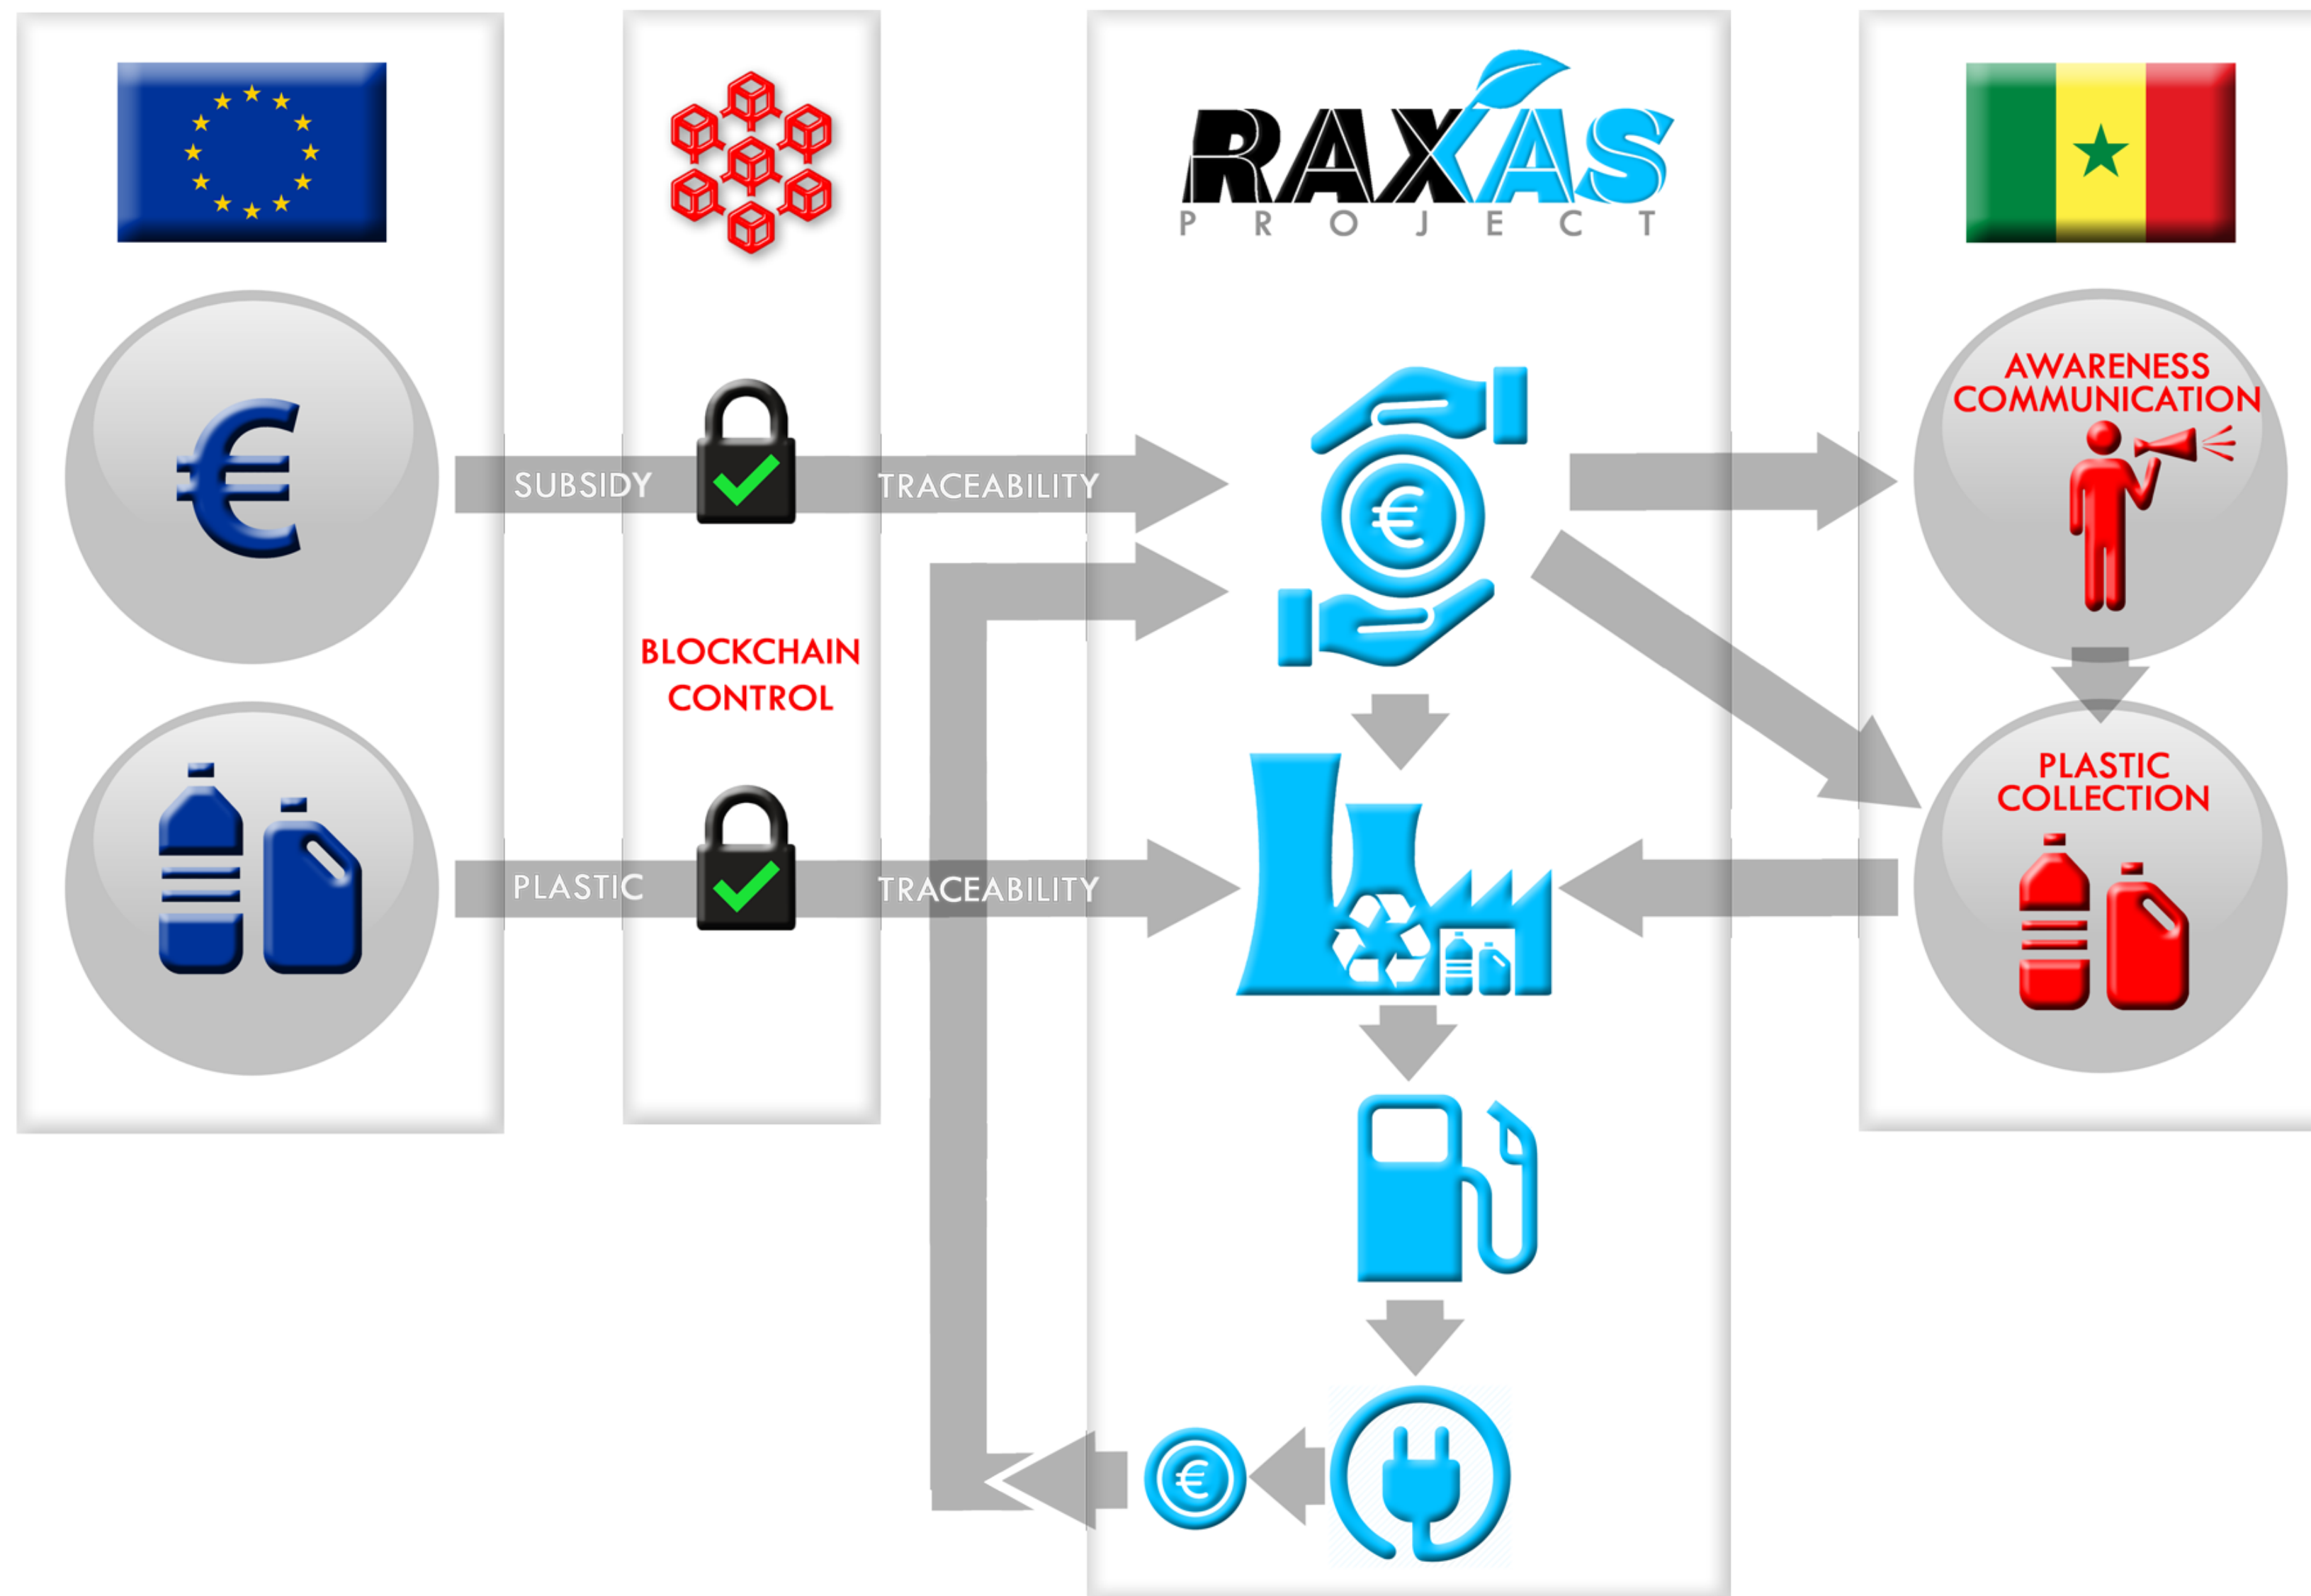 RAXAS
PROJECT
€
SUBSIDY
TRACEABILITY
€
AWARENESS
COMMUNICATION
BLOCKCHAIN
CONTROL
PLASTIC
TRACEABILITY
PLASTIC
COLLECTION
€